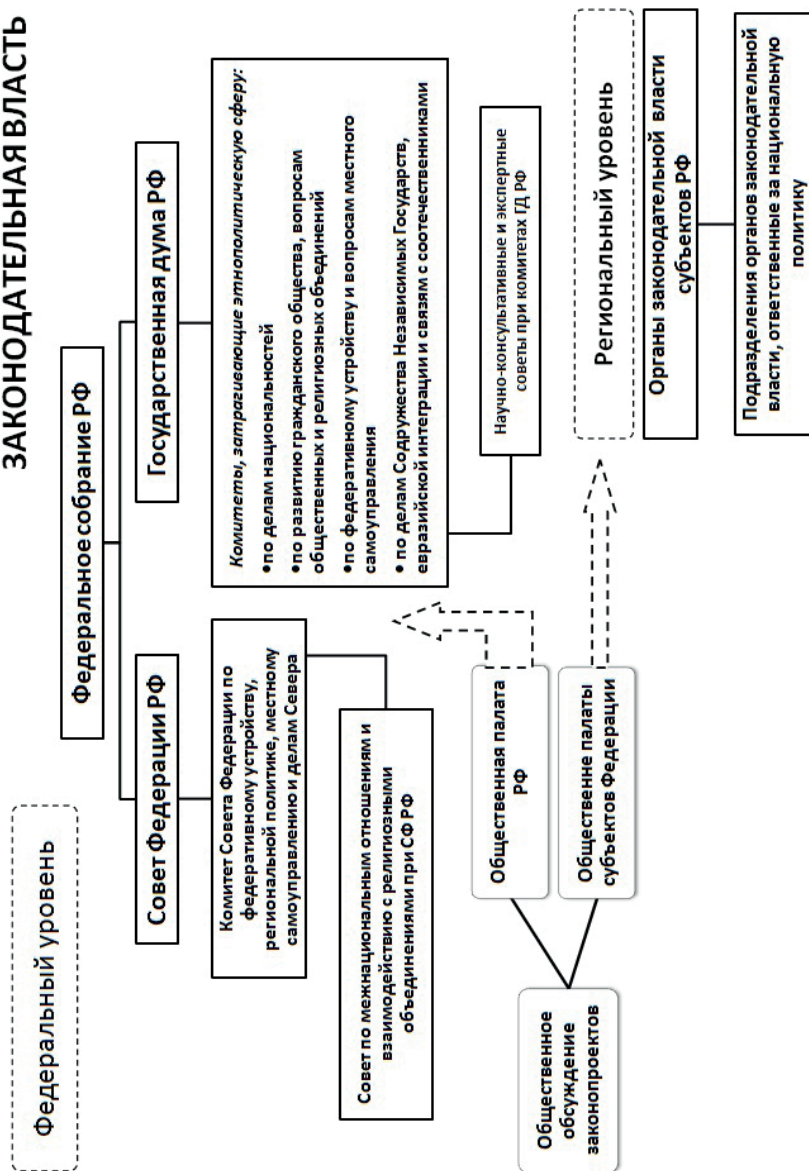 ЗАКОНОДАТЕЛЬНАЯ ВЛАСТЬ
Федеральный уровень
Федеральное собрание РФ
Совет Федерации РФ
Государственная дума РФ
Комитет Совета Федерации по
федеративному устройству,
региональной политике, местному
самоуправлению и делам Севера
Комитеты, затрагивающие этнополитическую сферу:
•по делам национальностей
•по развитию гражданского общества, вопросам
общественных и религиозных объединений
•по федеративному устройству и вопросам местного
самоуправления
• по делам Содружества Независимых Государств,
евразийской интеграции и связям с соотечественниками
Совет по межнациональным отношениям и
взаимодействию с религиозными
объединениями при СФ РФ
Научно-консультативные и экспертные
советы при комитетах ГД РФ
Общественное
обсуждение
законопроектов
Общественная палата
РФ
Общественне палаты
субъектов Федерации
Региональный уровень
Органы законодательной власти
субъектов РФ
Подразделения органов законодательной
власти, ответственные за национальную
политику